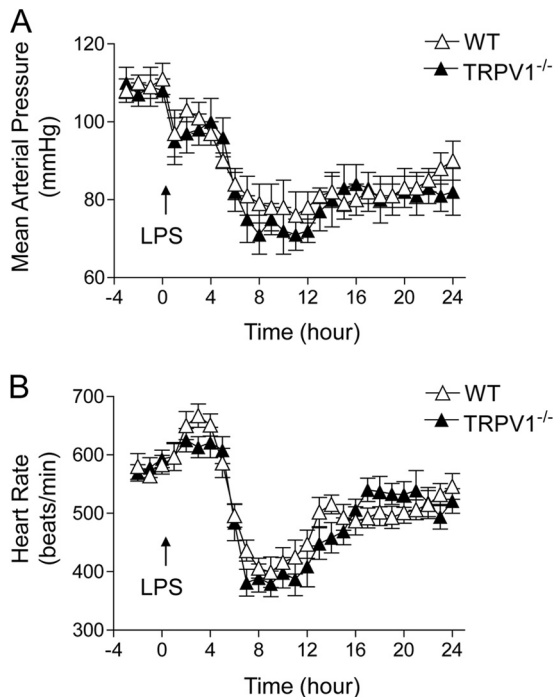 A
WT
TRPV1-/-
Mean Arterial Pressure
(mmHg)
120
100
80
60
LPS
-4 0 4 8 12 16 20 24
Time (hour)
B
WT
TRPV1-/-
Heart Rate
(beats/min)
700
600
500
400
300
LPS
-4 0 4 8 12 16 20 24
Time (hour)